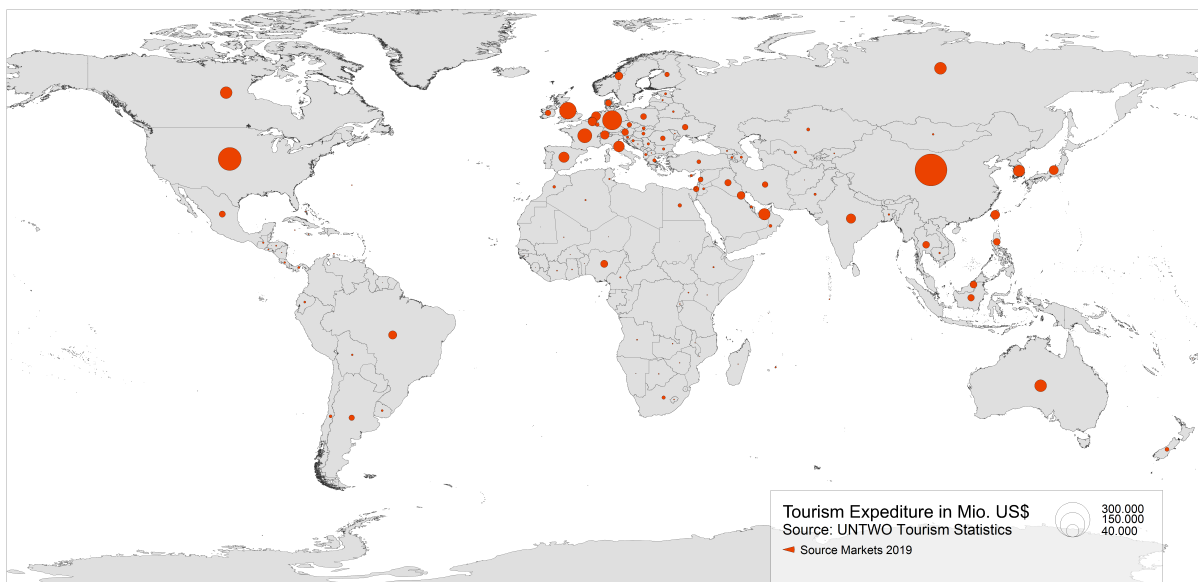 Tourism Expediture in Mio. US$
Source: UNTWO Tourism Statistics
Source Markets 2019
300.000
150.000
40.000